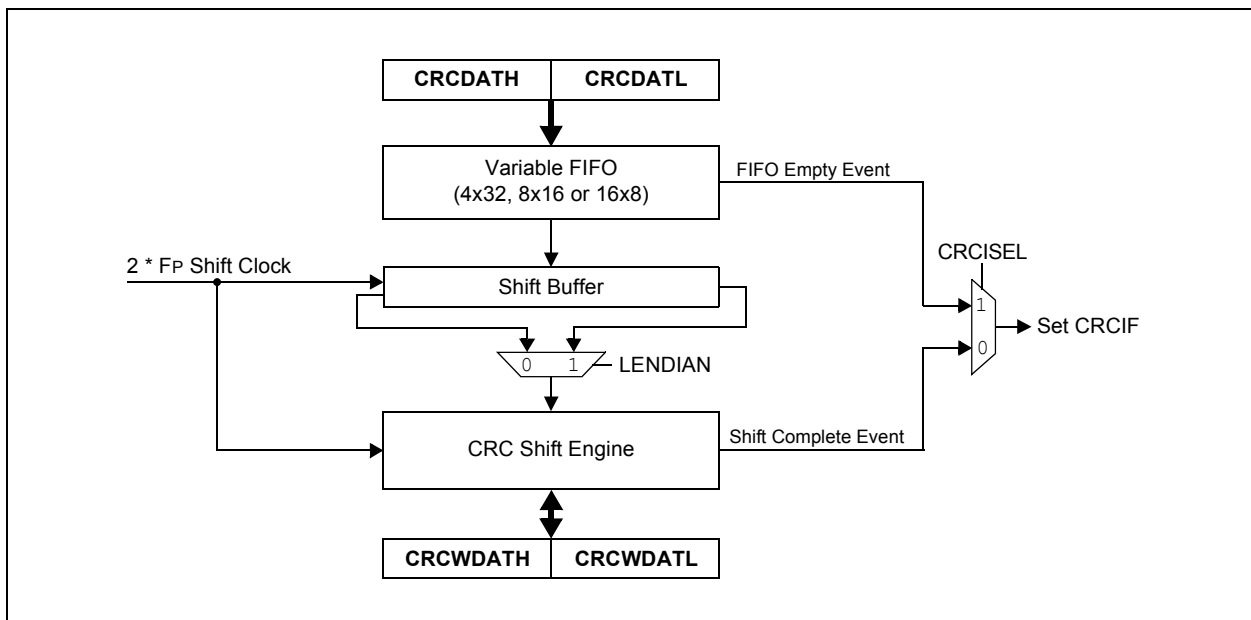 CRCDATH CRCDATL
Variable FIFO
(4x32, 8x16 or 16x8)
FIFO Empty Event
CRCISEL
2 * FP Shift Clock
Shift Buffer
1
Set CRCIF
0 1
LENDIAN
0
CRC Shift Engine
Shift Complete Event
CRCWDATH CRCWDATL